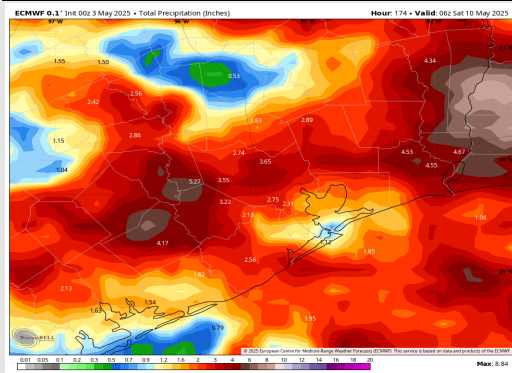 ECMWF 0.1° Init 00z 3 May 2025 • Total Precipitation (Inches) Hour: 174 • Valid: 06z Sat 10 May 2025
97°W 96°W
1.55 1.50 0.53 4.34
2.56
2.42
1.83 2.89
2.86
1.15 2.74 4.53 4.67
3.65 4.55
1.04
5.27 3.55
3.22 2.75 2.31
2.13 1.98
4.17 1.12
1.85
2.56
1.82
2.13
1.54
1.63
1.95
0.79
WeatherBELL
© 2025 European Centre for Medium-Range Weather Forecasts (ECMWF). This service is based on data and products of the ECMWF.
0.01 0.05 0.1 0.2 0.3 0.5 0.7 0.9 1.2 1.6 2 3 4 5 6 8 10 12 14 16 18 20 Max: 8.84